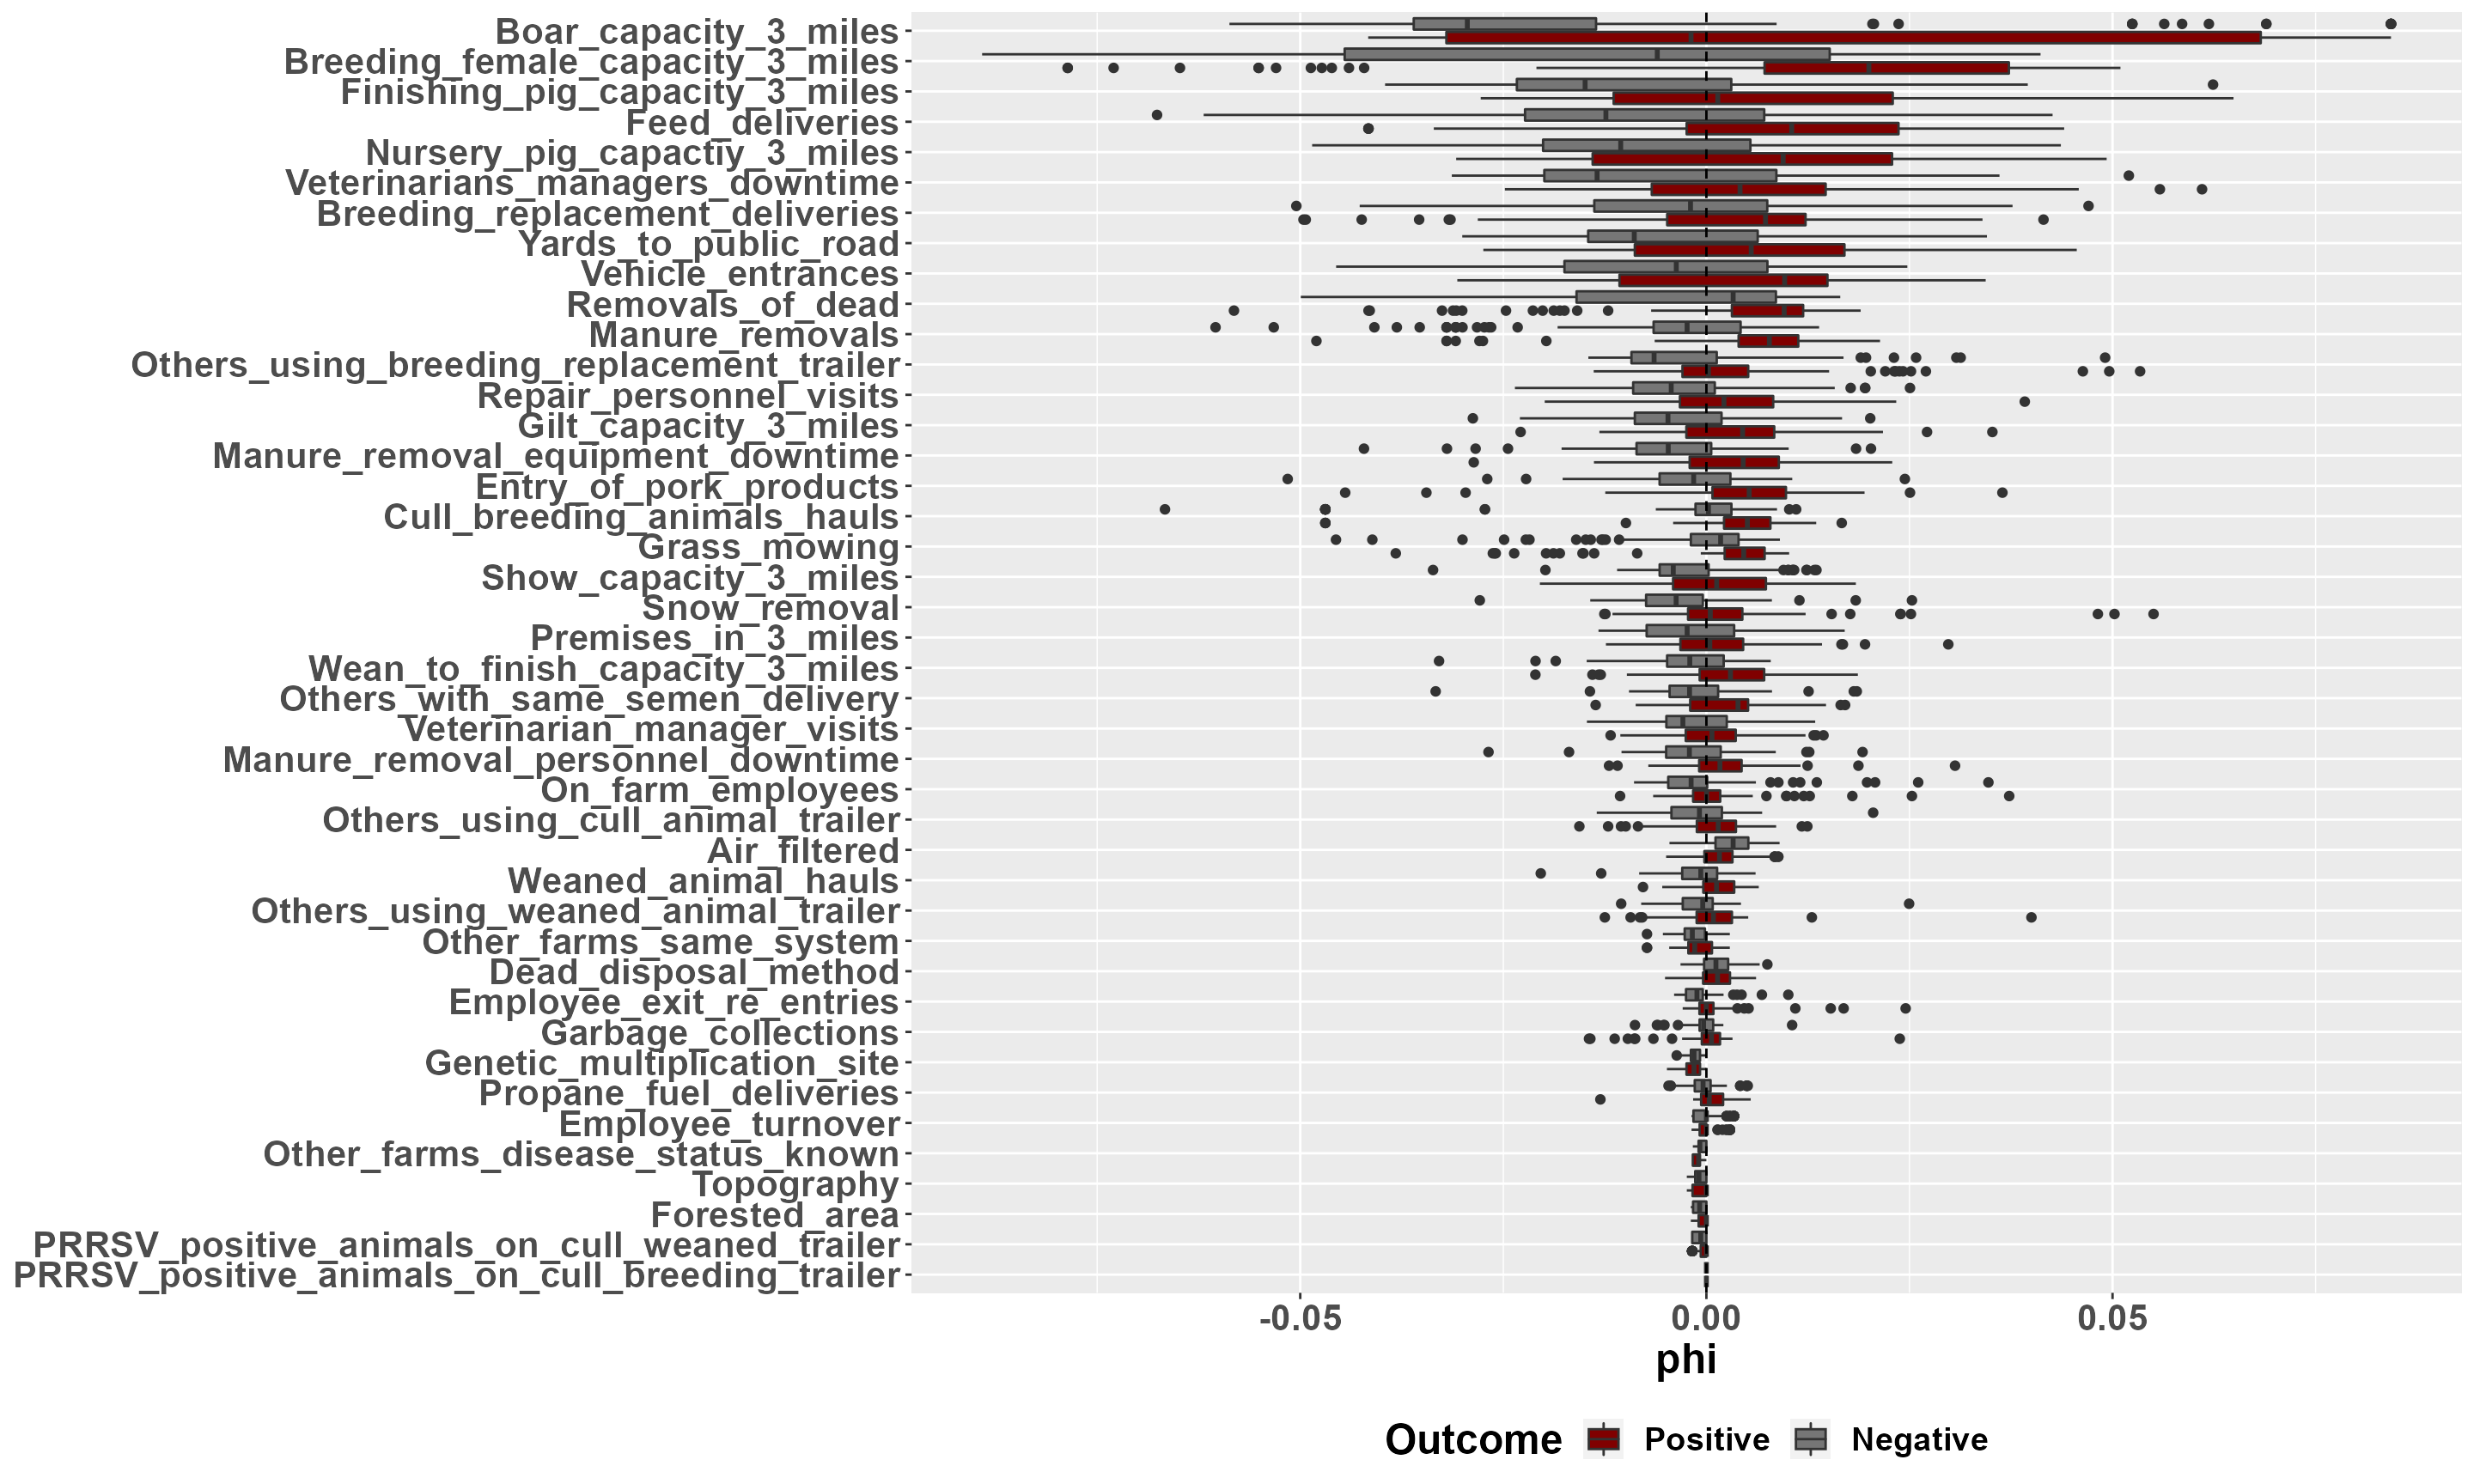 Boar_capacity_3_miles
Breeding_female_capacity_3_miles
Finishing_pig_capacity_3_miles
Feed_deliveries
Nursery_pig_capactiy_3_miles
Veterinarians_managers_downtime
Breeding_replacement_deliveries
Yards_to_public_road
Vehicle_entrances
Removals_of_dead
Manure_removals
Others_using_breeding_replacement_trailer
Repair_personnel_visits
Gilt_capacity_3_miles
Manure_removal_equipment_downtime
Entry_of_pork_products
Cull_breeding_animals_hauls
Grass_mowing
Show_capacity_3_miles
Snow_removal
Premises_in_3_miles
Wean_to_finish_capacity_3_miles
Others_with_same_semen_delivery
Veterinarian_manager_visits
Manure_removal_personnel_downtime
On_farm_employees
Others_using_cull_animal_trailer
Air_filtered
Weaned_animal_hauls
Others_using_weaned_animal_trailer
Other_farms_same_system
Dead_disposal_method
Employee_exit_re_entries
Garbage_collections
Genetic_multiplication_site
Propane_fuel_deliveries
Employee_turnover
Other_farms_disease_status_known
Topography
Forested_area
PRRSV_positive_animals_on_cull_weaned_trailer
PRRSV_positive_animals_on_cull_breeding_trailer
-0.05 0.00 0.05
phi
Outcome Positive Negative